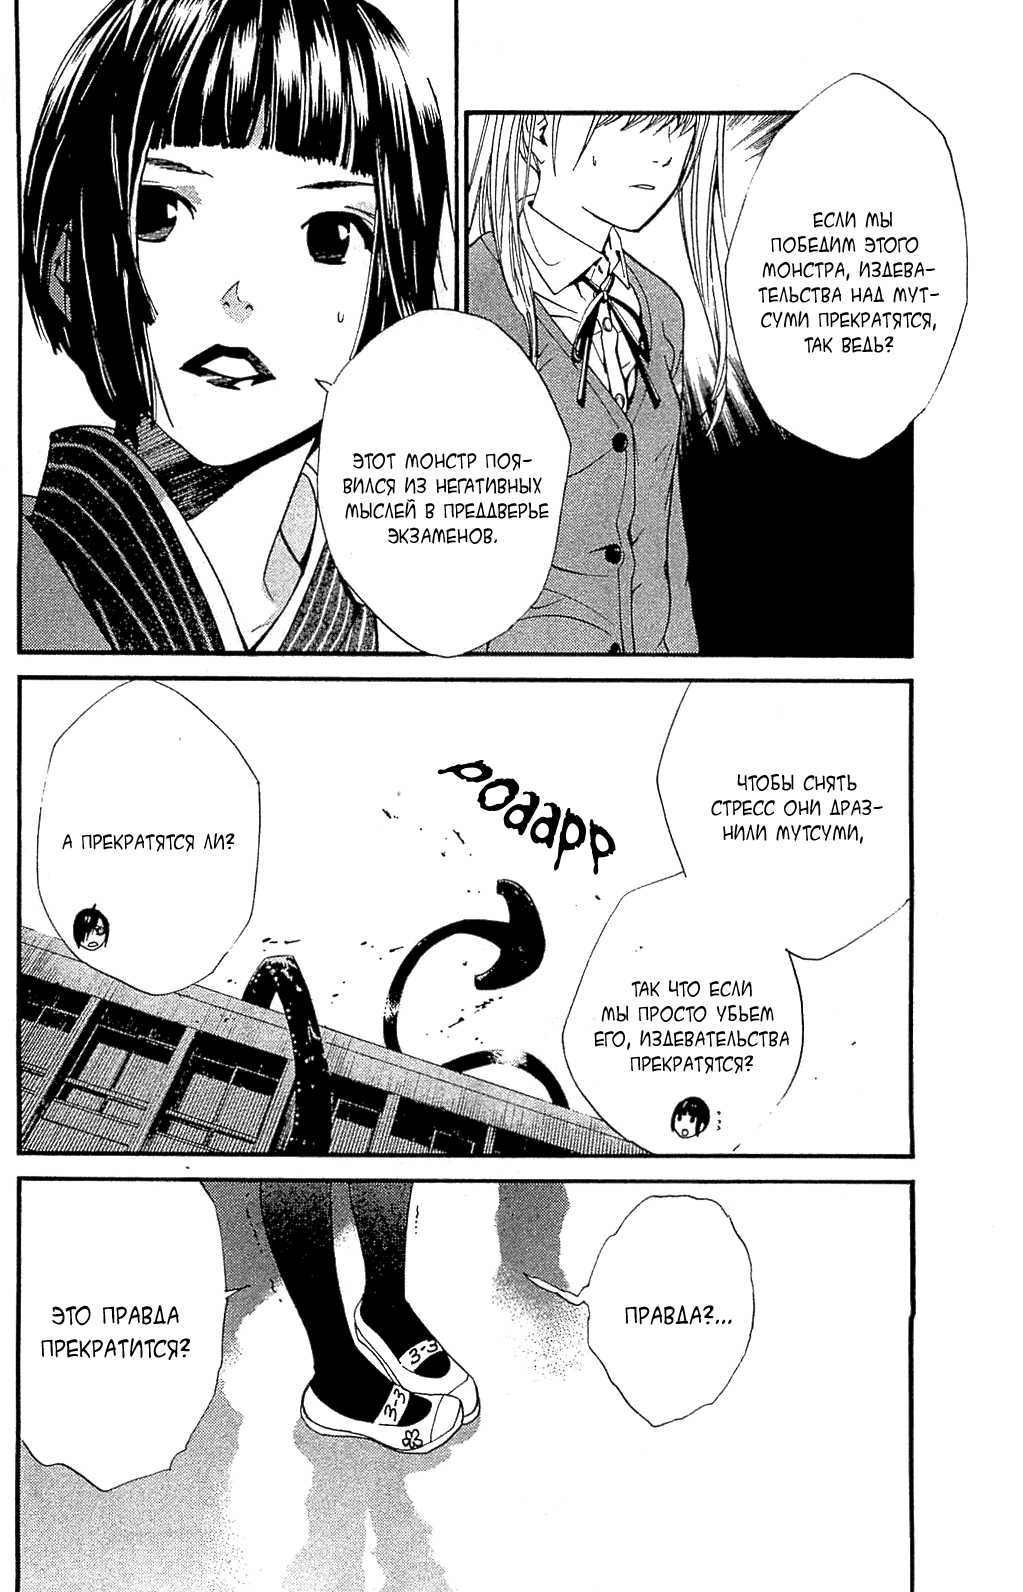 ЕСЛИ МЫ
ПОБЕДИМ ЭТОГО
МОНСТРА, ИЗДЕВА-
ТЕЛЬСТВА НАД МУТ-
СУМИ ПРЕКРАТЯТСЯ,
ТАК ВЕДЬ?
ЭТОТ МОНСТР ПОЯ-
ВИЛСЯ ИЗ НЕГАТИВНЫХ
МЫСЛЕЙ В ПРЕДДВЕРЬЕ
ЭКЗАМЕНОВ.
ЧТОБЫ СНЯТЬ
СТРЕСС ОНИ ДРАЗ-
НИЛИ МУТСУМИ,
ТАК ЧТО ЕСЛИ
МЫ ПРОСТО УБЬЕМ
ЕГО, ИЗДЕВАТЕЛЬСТВА
ПРЕКРАТЯТСЯ?
РОААРР
А ПРЕКРАТЯТСЯ ЛИ?
ПРАВДА?...
ЭТО ПРАВДА
ПРЕКРАТИТСЯ?
3-3
3-3